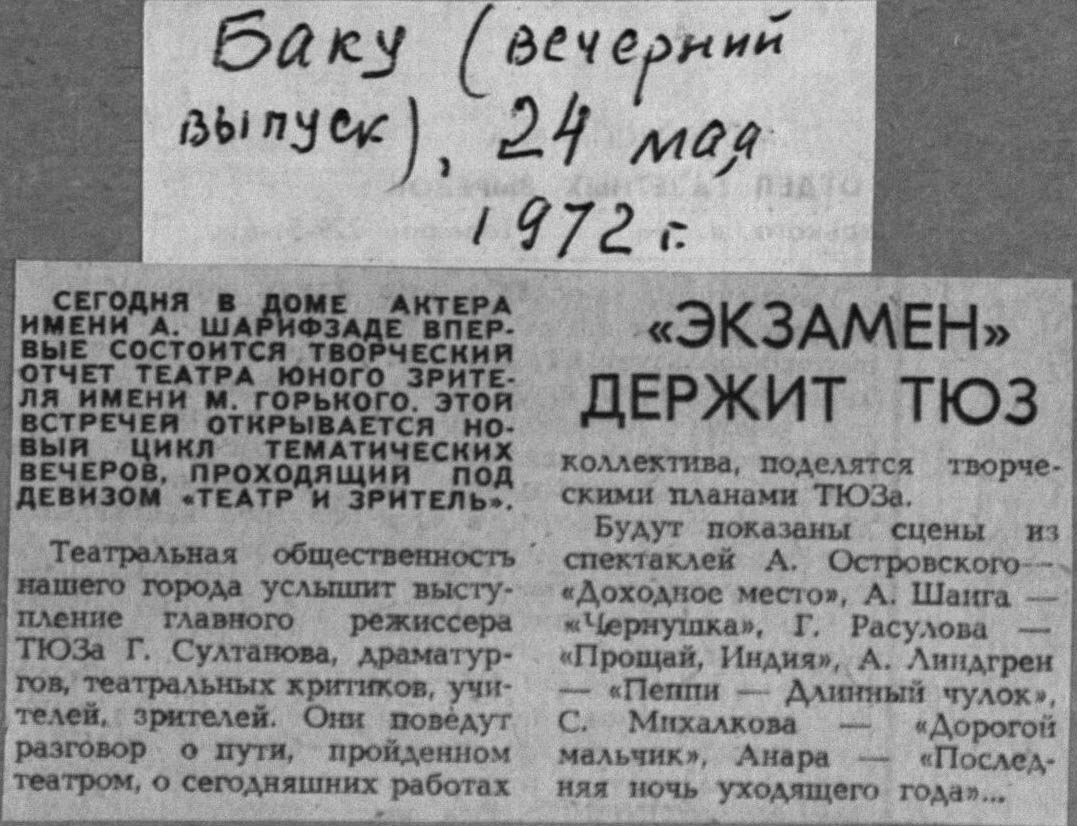 Баку (вечерний
выпуск), 24 мая
1972 г.
«ЭКЗАМЕН»
ДЕРЖИТ ТЮЗ
СЕГОДНЯ В ДОМЕ АКТЕРА
ИМЕНИ А. ШАРИФЗАДЕ ВПЕР-
ВЫЕ СОСТОИТСЯ ТВОРЧЕСКИЙ
ОТЧЕТ ТЕАТРА ЮНОГО ЗРИТЕ-
ЛЯ ИМЕНИ М. ГОРЬКОГО. ЭТОЙ
ВСТРЕЧЕЙ ОТКРЫВАЕТСЯ НО-
ВЫЙ ЦИКЛ ТЕМАТИЧЕСКИХ
ВЕЧЕРОВ, ПРОХОДЯЩИЙ ПОД
ДЕВИЗОМ «ТЕАТР И ЗРИТЕЛЬ».
Театральная общественность
нашего города услышит высту-
пление главного режиссера
ТЮЗа Г. Султанова, драматур-
гов, театральных критиков, учи-
телей, зрителей. Они поведут
разговор о пути, пройденном
театром, о сегодняшних работах
коллектива, поделятся творче-
скими планами ТЮЗа.
Будут показаны сцены из
спектаклей А. Островского—
«Доходное место», А. Шаига —
«Чернушка», Г. Расулова —
«Прощай, Индия», А. Линдгрен
— «Пеппи — Длинный чулок»,
С. Михалкова — «Дорогой
мальчик», Анара — «Послед-
няя ночь уходящего года»...